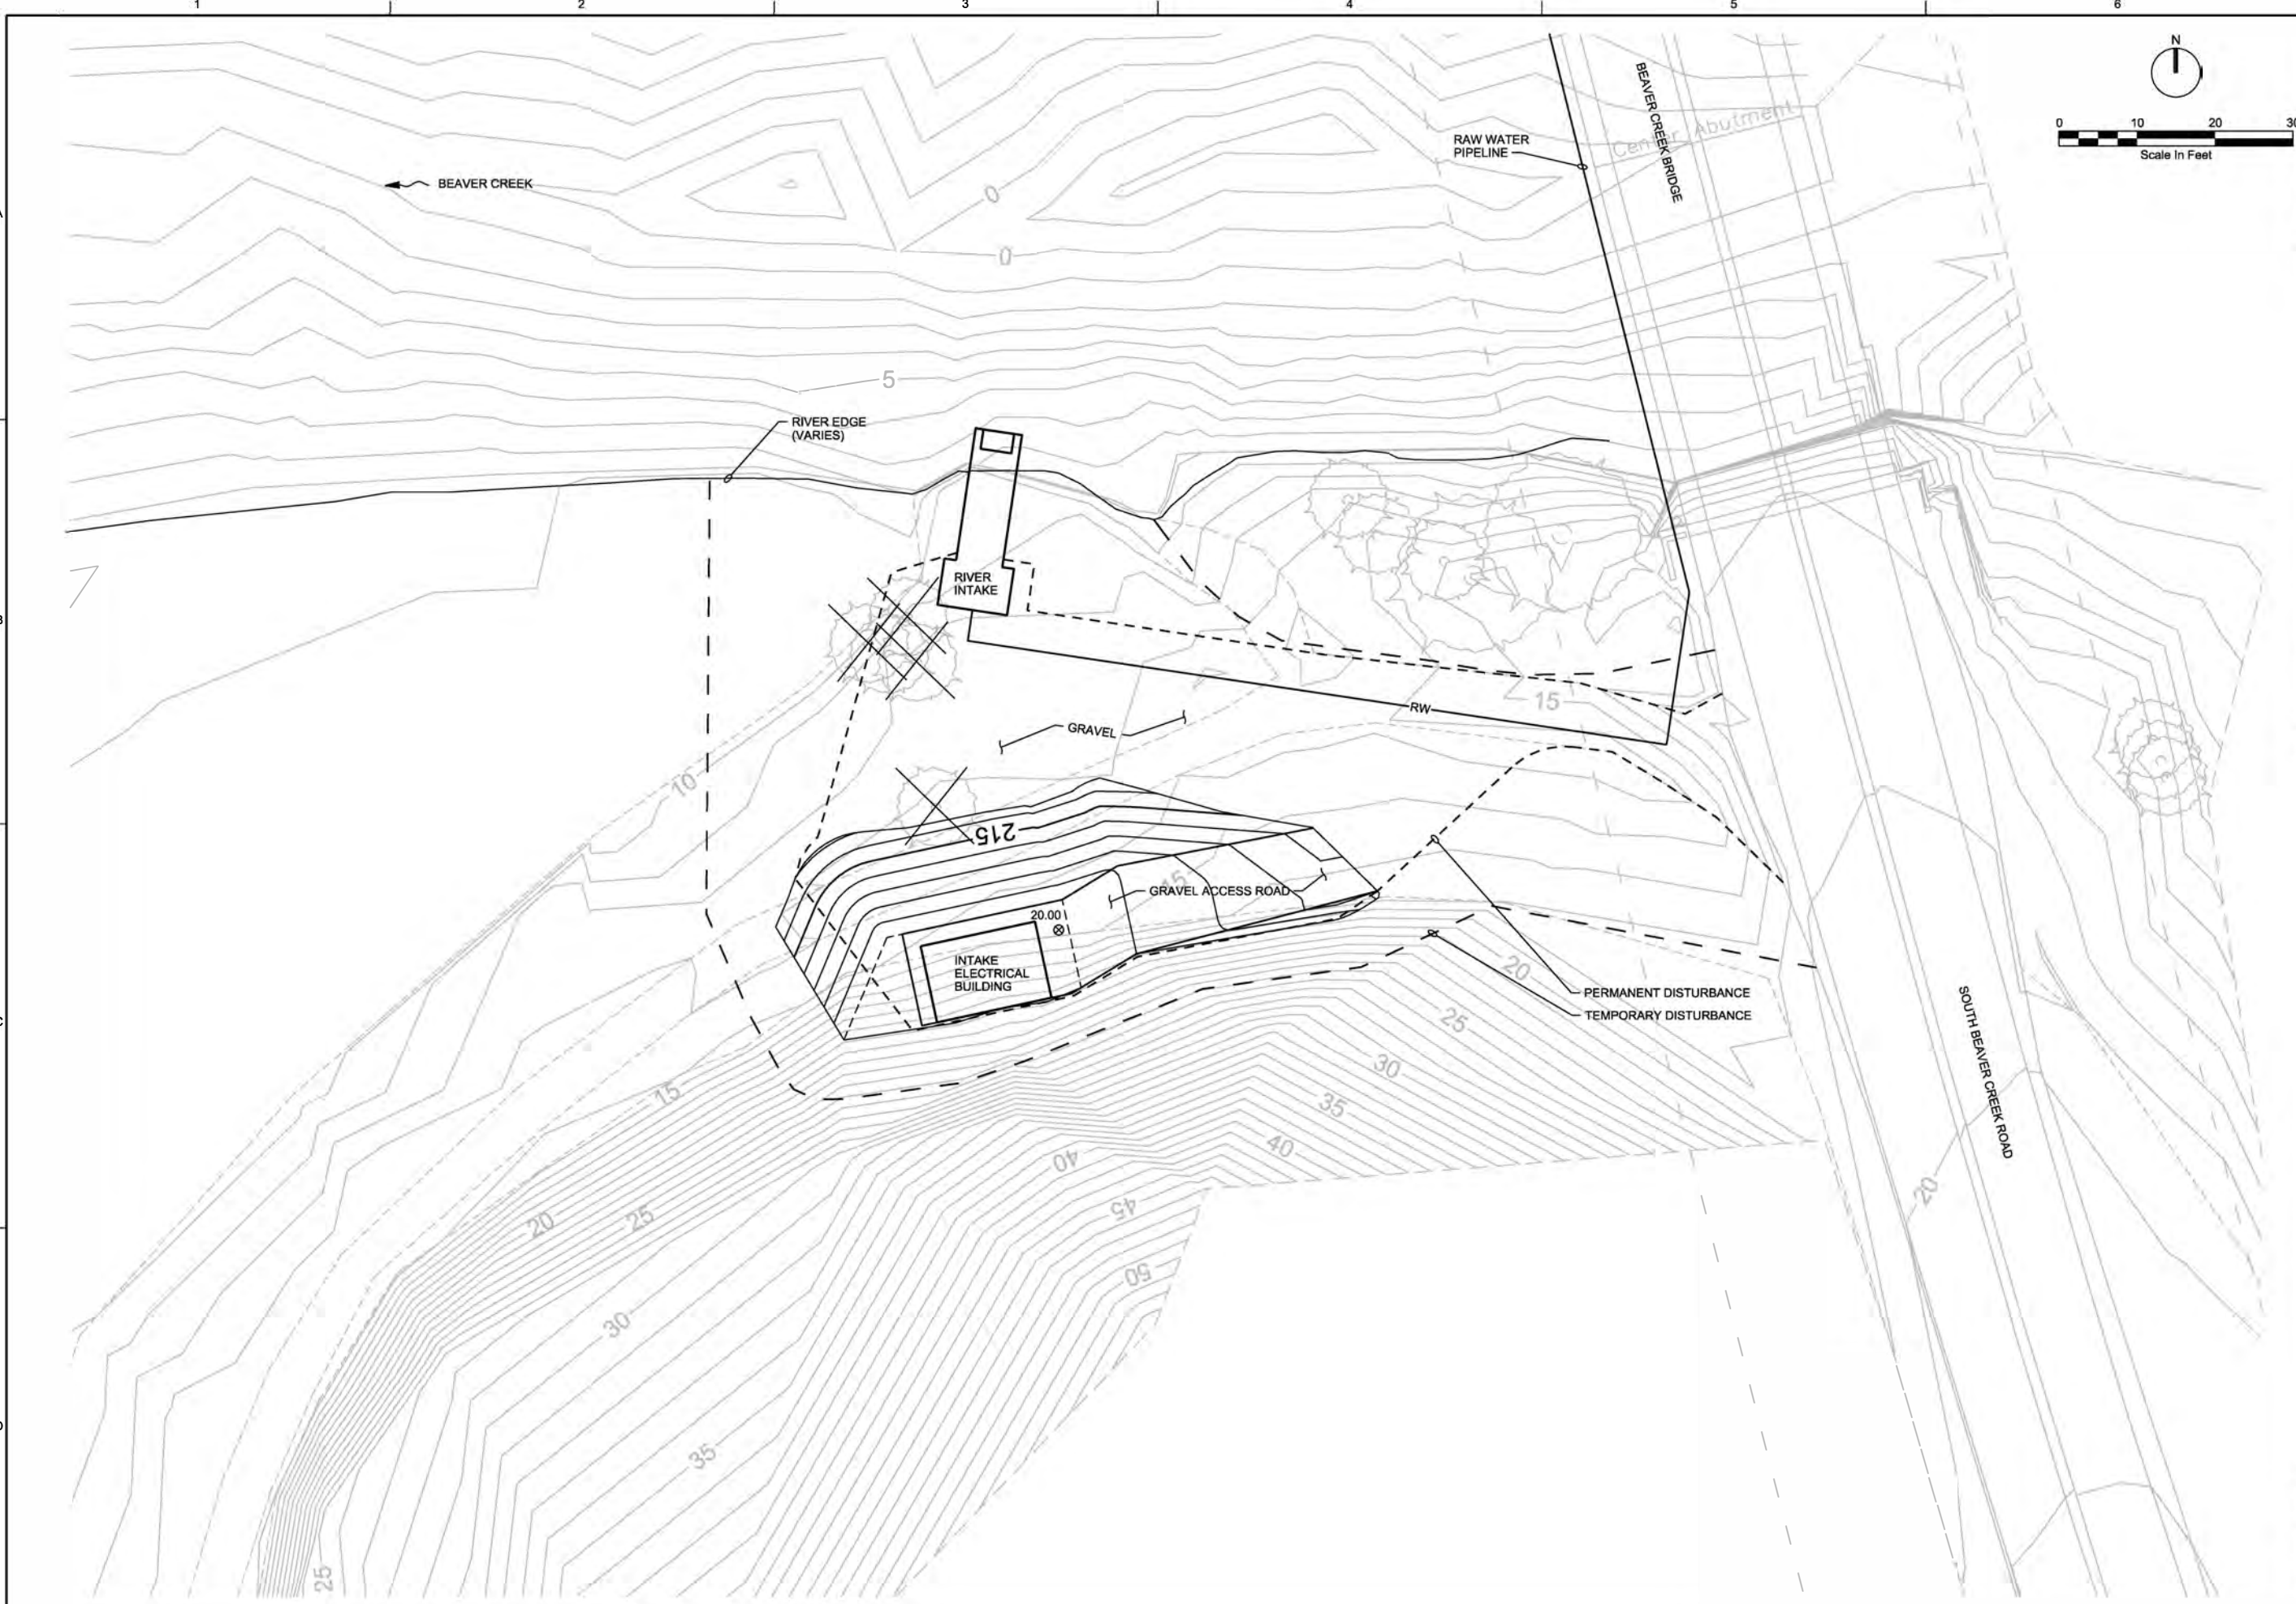 1 2 3 4 5 6
N
0 10 20 30
Scale In Feet
BEAVER CREEK BRIDGE
Center Abutment
RAW WATER
PIPELINE
BEAVER CREEK
0
0
5
RIVER EDGE
(VARIES)
RIVER
INTAKE
15
RW
GRAVEL
10
215
15
GRAVEL ACCESS ROAD
20.00
INTAKE
ELECTRICAL
BUILDING
20
PERMANENT DISTURBANCE
TEMPORARY DISTURBANCE
25
SOUTH BEAVER CREEK ROAD
30
15
35
40
40
20
45
20
25
50
30
35
25